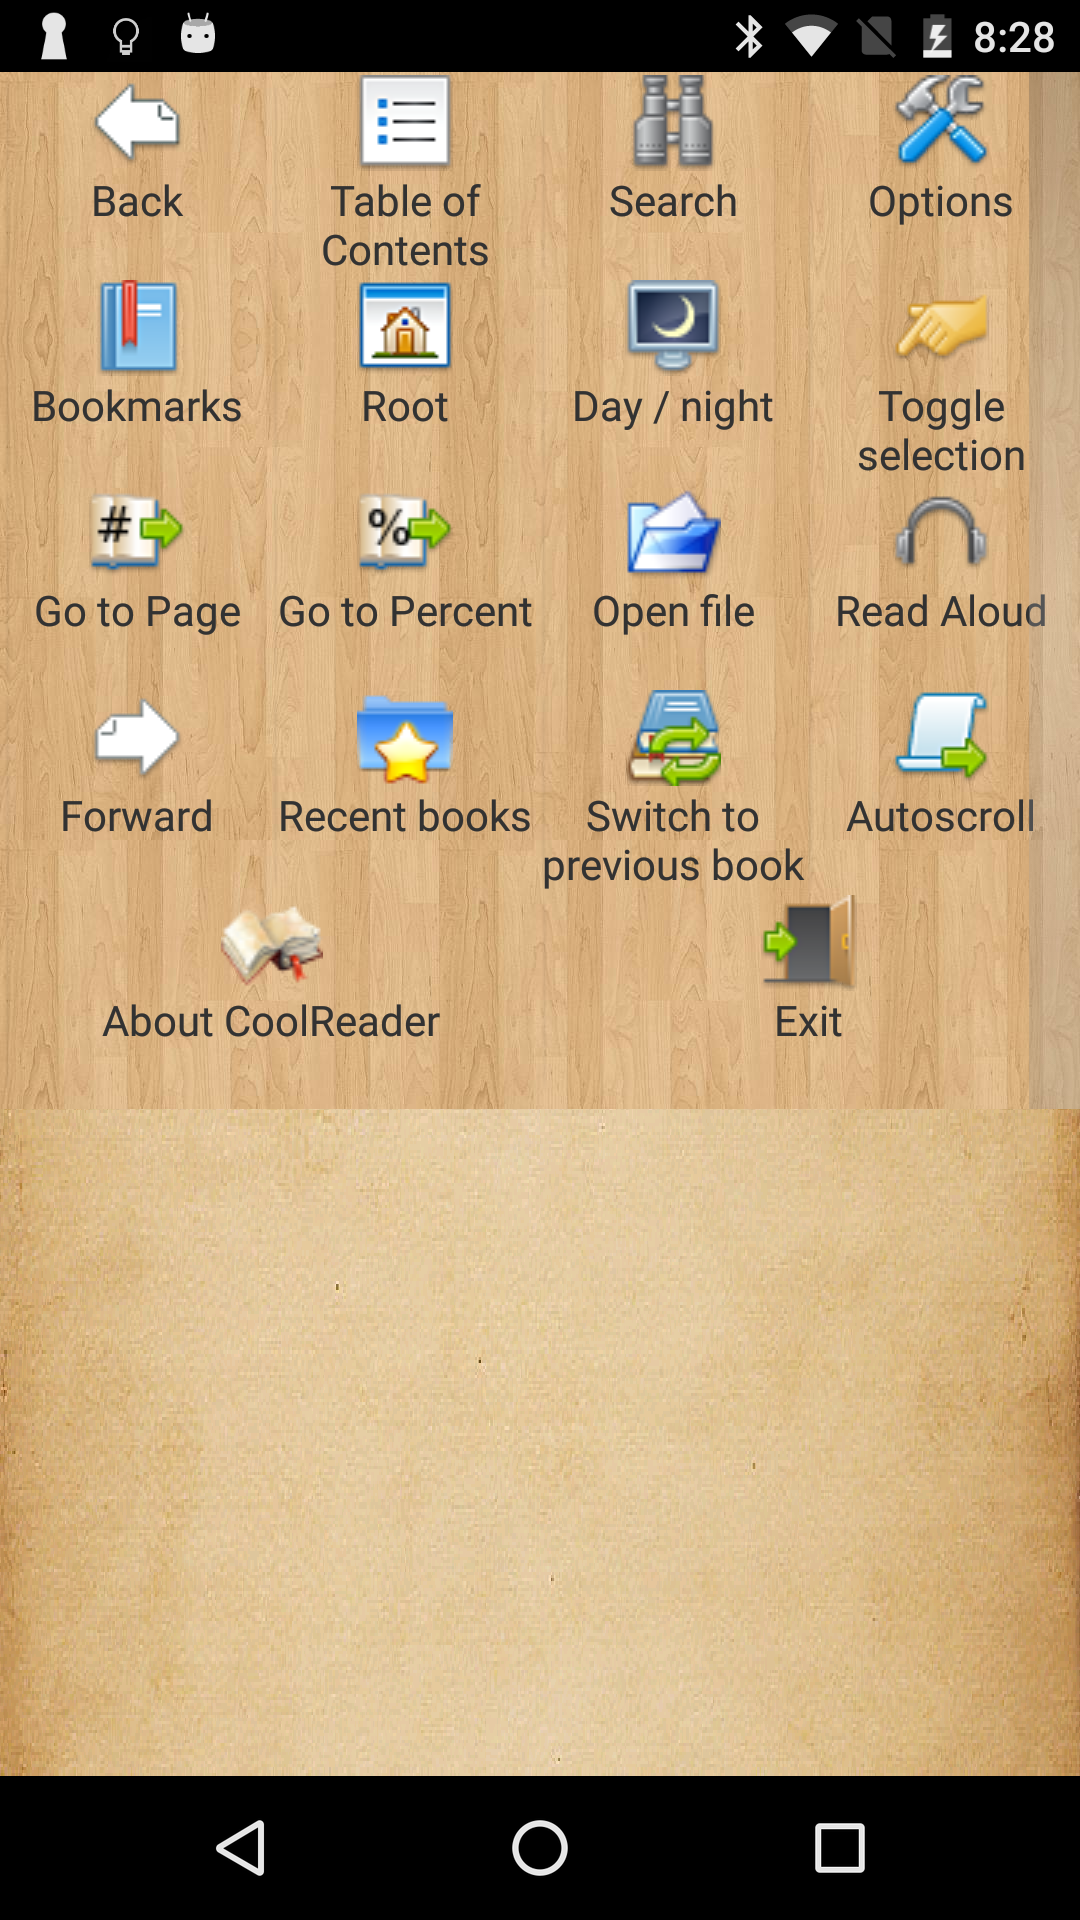 8:28
Back
Table of
Contents
Search
Options
Bookmarks
Root
Day / night
Toggle
selection
#
Go to Page
%
Go to Percent
Open file
Read Aloud
Forward
Recent books
Switch to
previous book
Autoscroll
About CoolReader
Exit